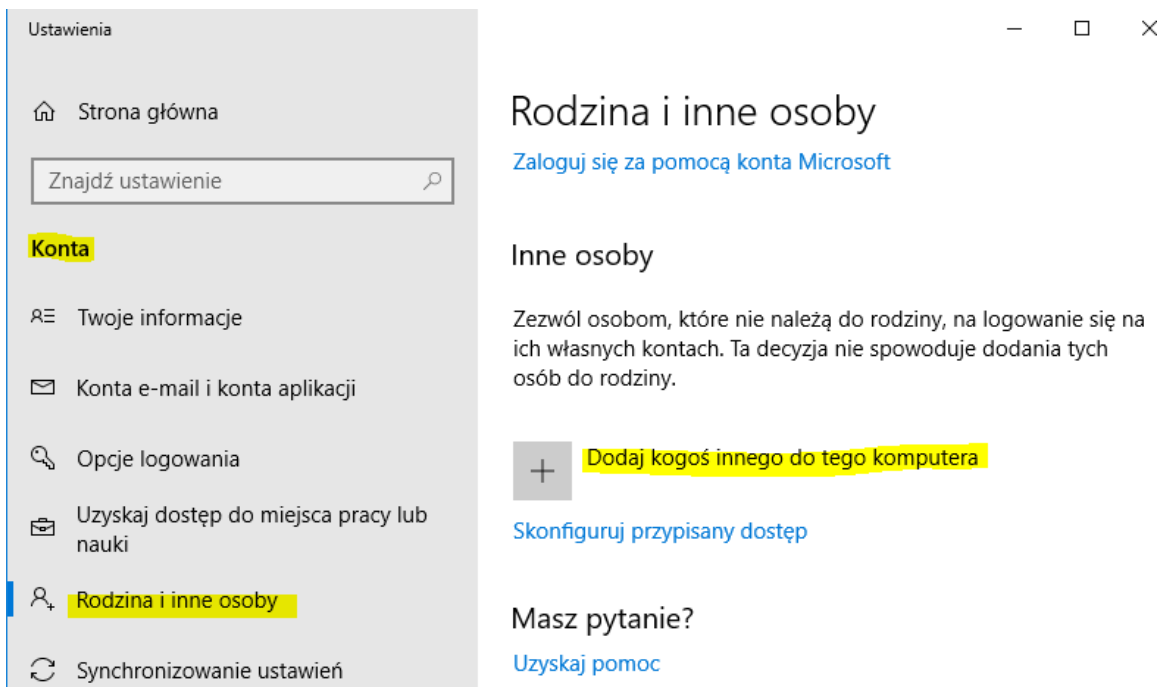 Ustawienia
Strona główna
Znajdź ustawienie
Konta
Twoje informacje
Konta e-mail i konta aplikacji
Opcje logowania
Uzyskaj dostęp do miejsca pracy lub
nauki
Rodzina i inne osoby
Synchronizowanie ustawień
Rodzina i inne osoby
Zaloguj się za pomocą konta Microsoft
Inne osoby
Zezwól osobom, które nie należą do rodziny, na logowanie się na
ich własnych kontach. Ta decyzja nie spowoduje dodania tych
osób do rodziny.
Dodaj kogoś innego do tego komputera
Skonfiguruj przypisany dostęp
Masz pytanie?
Uzyskaj pomoc